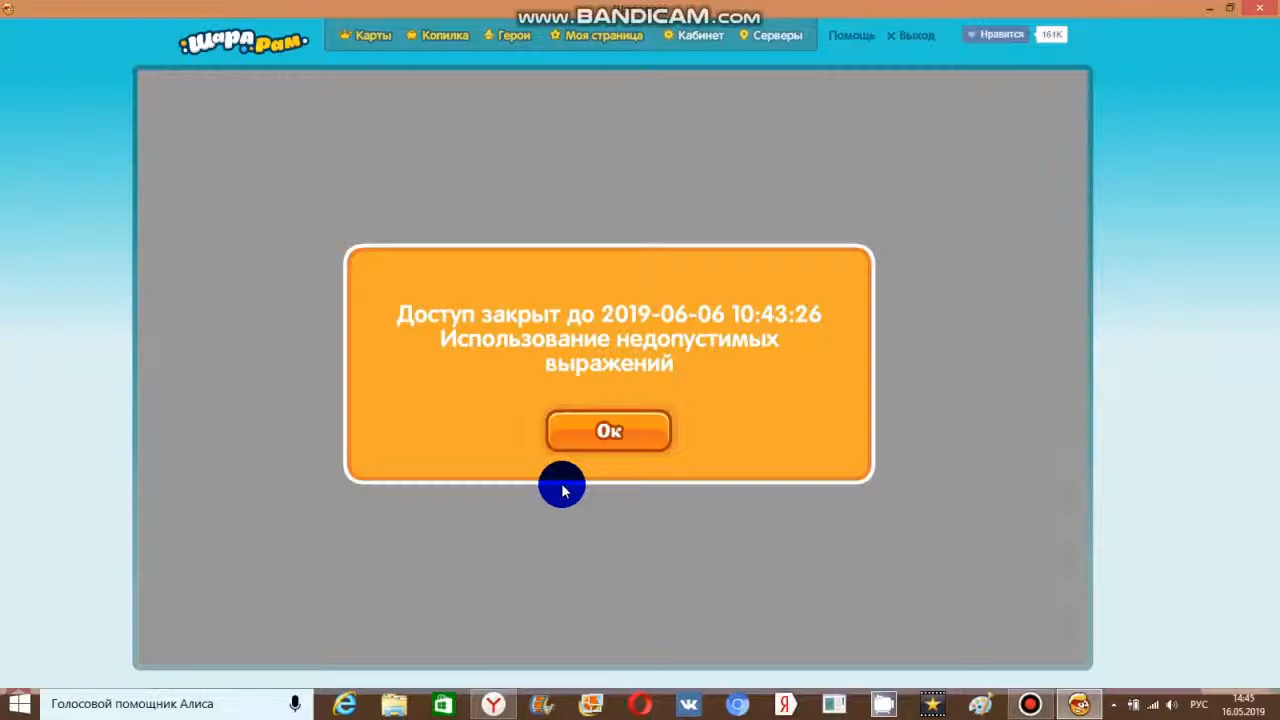 www.BANDICAM.com
Шарарам
Карты Копилка Герои Моя страница Кабинет Серверы Помощь Выход Нравится 161K
Доступ закрыт до 2019-06-06 10:43:26
Использование недопустимых
выражений
Ок
Голосовой помощник Алиса
РУС
14:45
16.05.2019